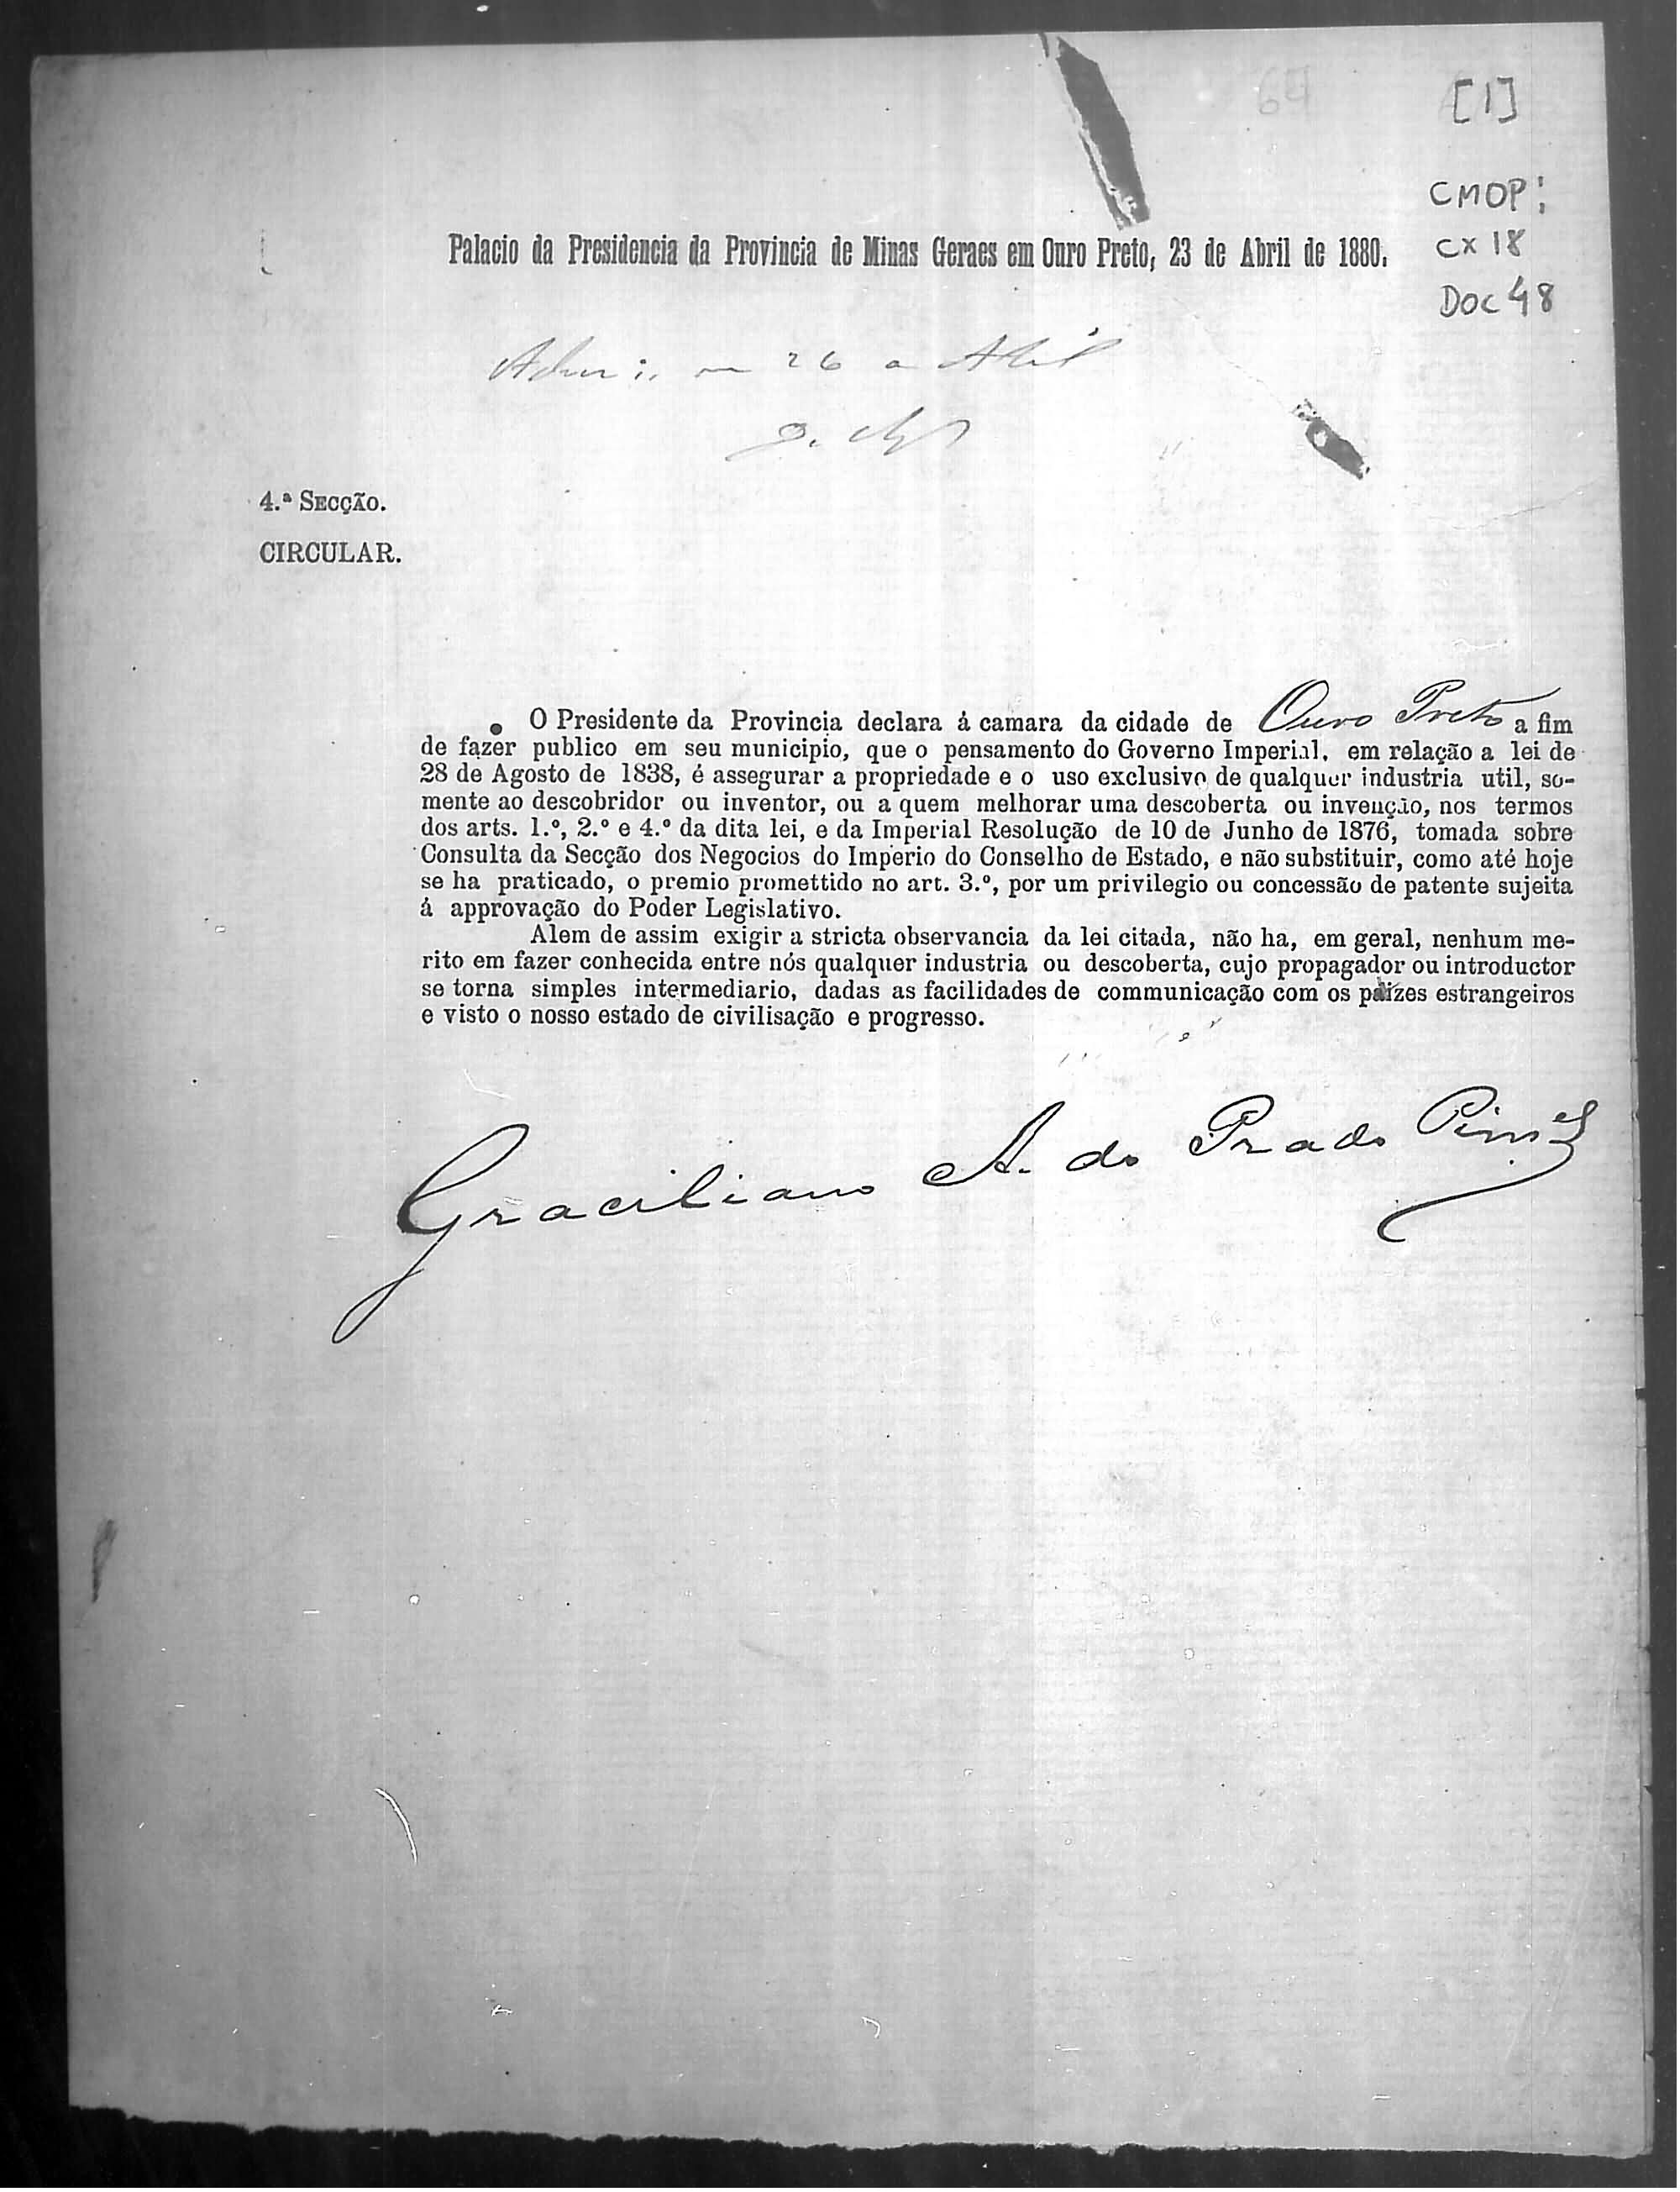 64
[1]
CMOP:
cx 18
Doc 48
Palacio da Presidencia da Provincia de Minas Geraes em Ouro Preto, 23 de Abril de 1880.
26 Abril
4.ª Secção.
CIRCULAR.
O Presidente da Provincia declara á camara da cidade de Ouro Preto a fim
de fazer publico em seu municipio, que o pensamento do Governo Imperial, em relação a lei de
28 de Agosto de 1838, é assegurar a propriedade e o uso exclusivo de qualquer industria util, so-
mente ao descobridor ou inventor, ou a quem melhorar uma descoberta ou invenção, nos termos
dos arts. 1.º, 2.º e 4.º da dita lei, e da Imperial Resolução de 10 de Junho de 1876, tomada sobre
Consulta da Secção dos Negocios do Imperio do Conselho de Estado, e não substituir, como até hoje
se ha praticado, o premio promettido no art. 3.º, por um privilegio ou concessão de patente sujeita
á approvação do Poder Legislativo.
Alem de assim exigir a stricta observancia da lei citada, não ha, em geral, nenhum me-
rito em fazer conhecida entre nós qualquer industria ou descoberta, cujo propagador ou introductor
se torna simples intermediario, dadas as facilidades de communicação com os paizes estrangeiros
e visto o nosso estado de civilisação e progresso.
Graciliano A. do Prado Pimel